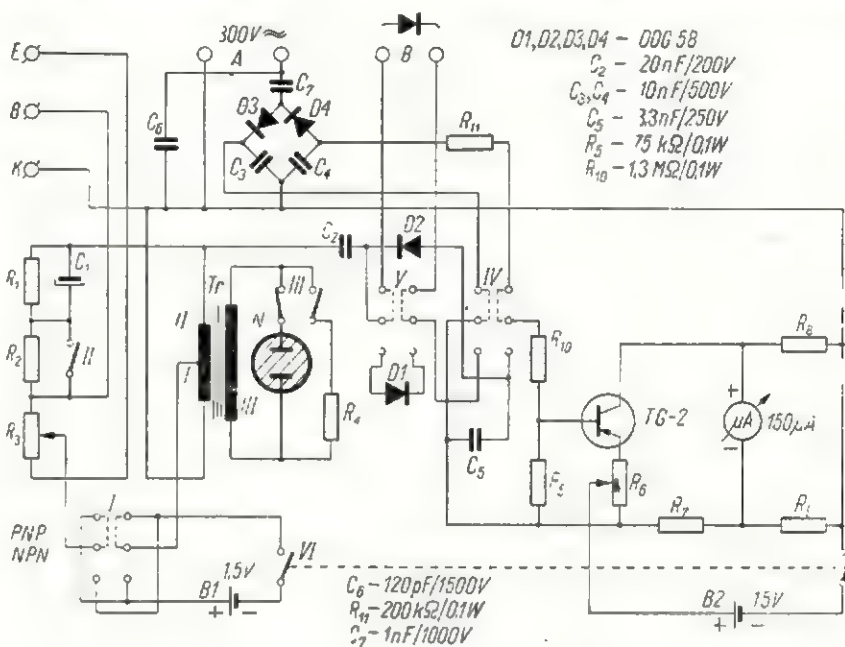 E
B
K
300V ~
A
B
C6
C7
D3
D4
C3
C4
R11
D1,D2,D3,D4 – DOG 58
C2 – 20nF/200V
C3,C4 – 10nF/500V
C5 – 3,3nF/250V
R5 – 75 kΩ/0,1W
R10 – 1,3 MΩ/0,1W
R1
C1
R2
II
R3
Tr
II
I
III
N
III
R4
C2
D2
V
IV
D1
C5
R10
R5
TG-2
R6
R7
R8
+
μA
150μA
–
PNP
NPN
I
VI
B1
1,5V
+
–
C6 – 120pF/1500V
R11 – 200kΩ/0,1W
C7 – 1nF/1000V
B2
15V
+
–